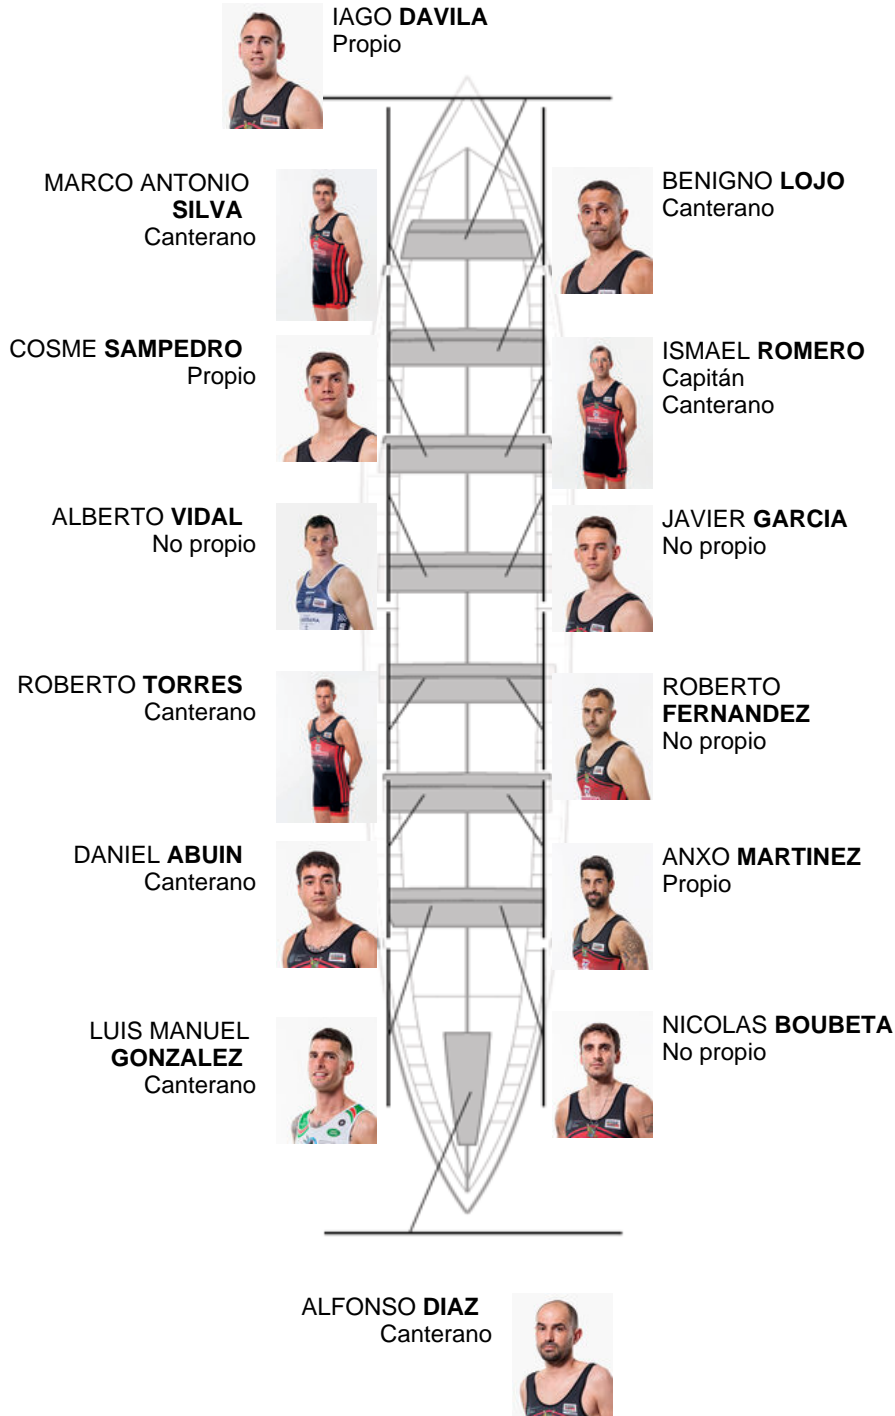 IAGO DAVILA
Propio
MARCO ANTONIO
SILVA
Canterano
BENIGNO LOJO
Canterano
COSME SAMPEDRO
Propio
ISMAEL ROMERO
Capitán
Canterano
ALBERTO VIDAL
No propio
JAVIER GARCIA
No propio
ROBERTO TORRES
Canterano
ROBERTO
FERNANDEZ
No propio
DANIEL ABUIN
Canterano
ANXO MARTINEZ
Propio
LUIS MANUEL
GONZALEZ
Canterano
NICOLAS BOUBETA
No propio
ALFONSO DIAZ
Canterano